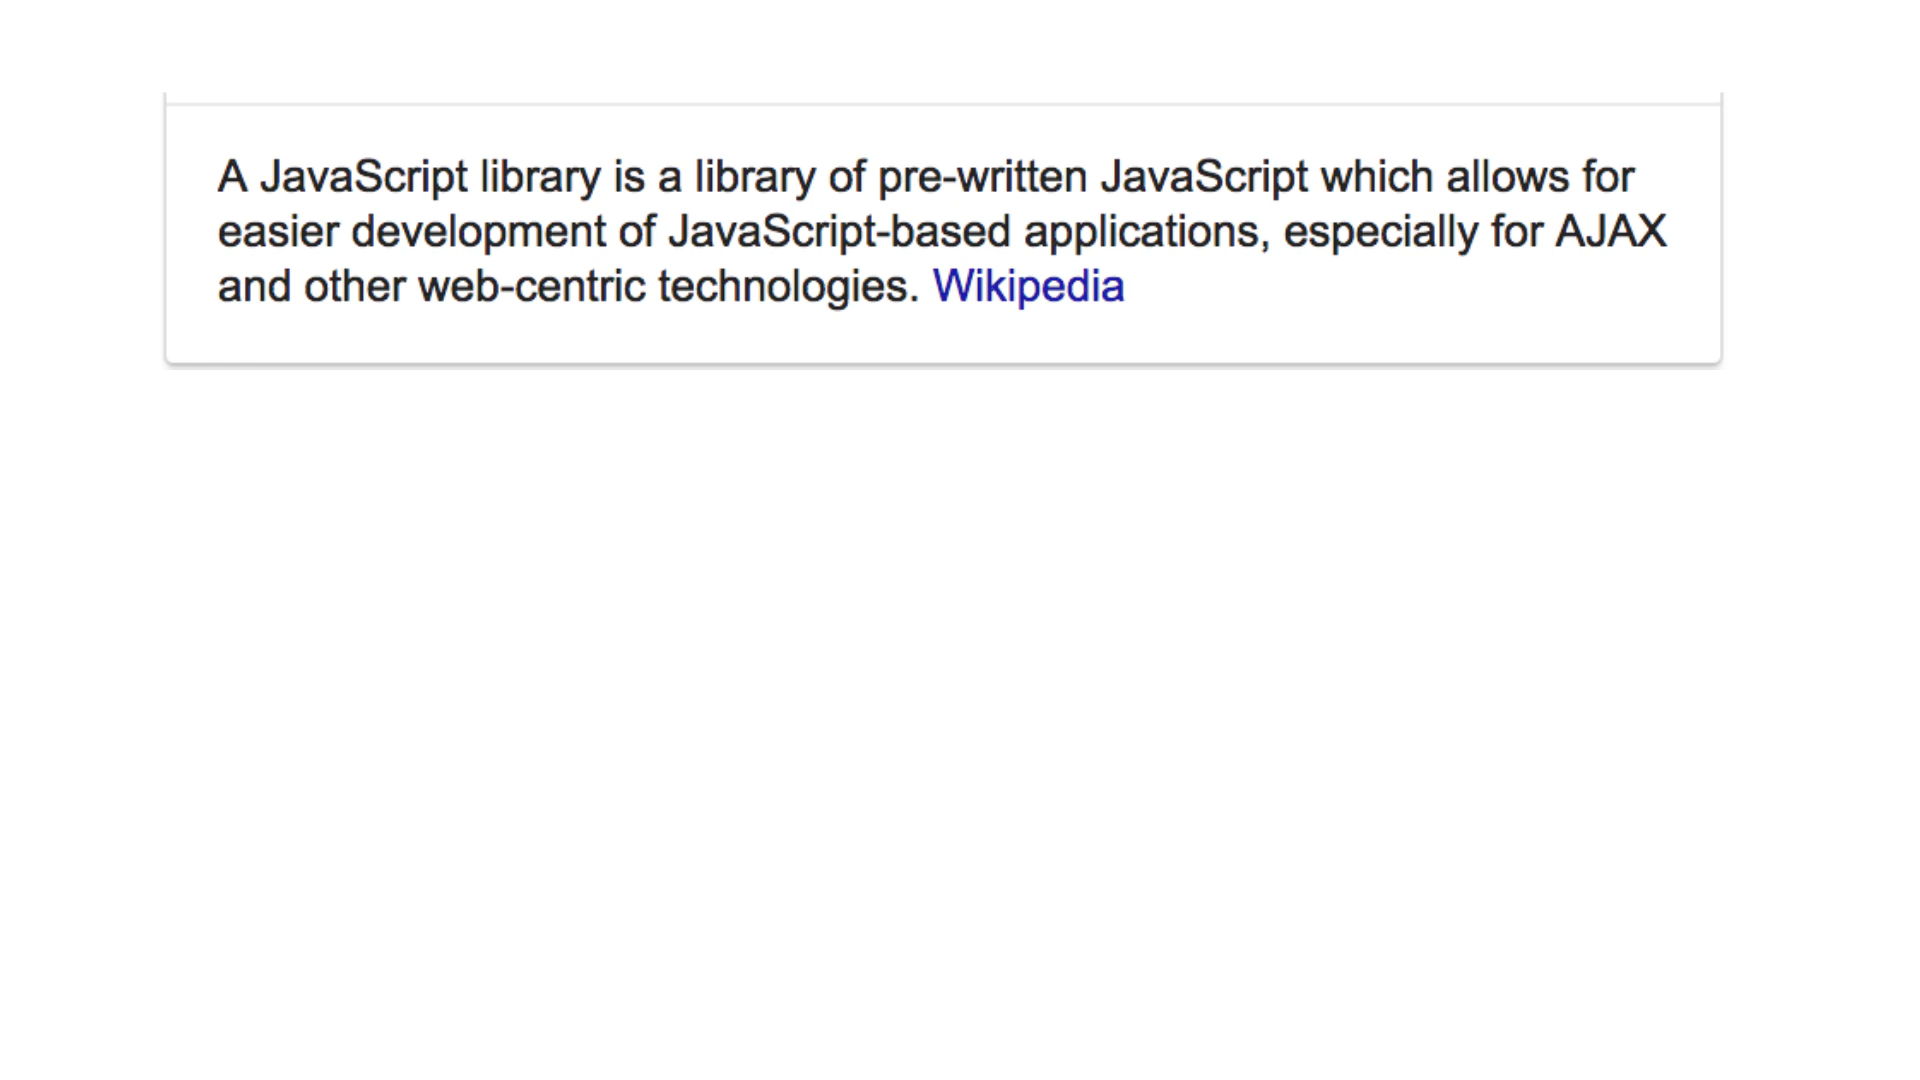 A JavaScript library is a library of pre-written JavaScript which allows for
easier development of JavaScript-based applications, especially for AJAX
and other web-centric technologies. Wikipedia